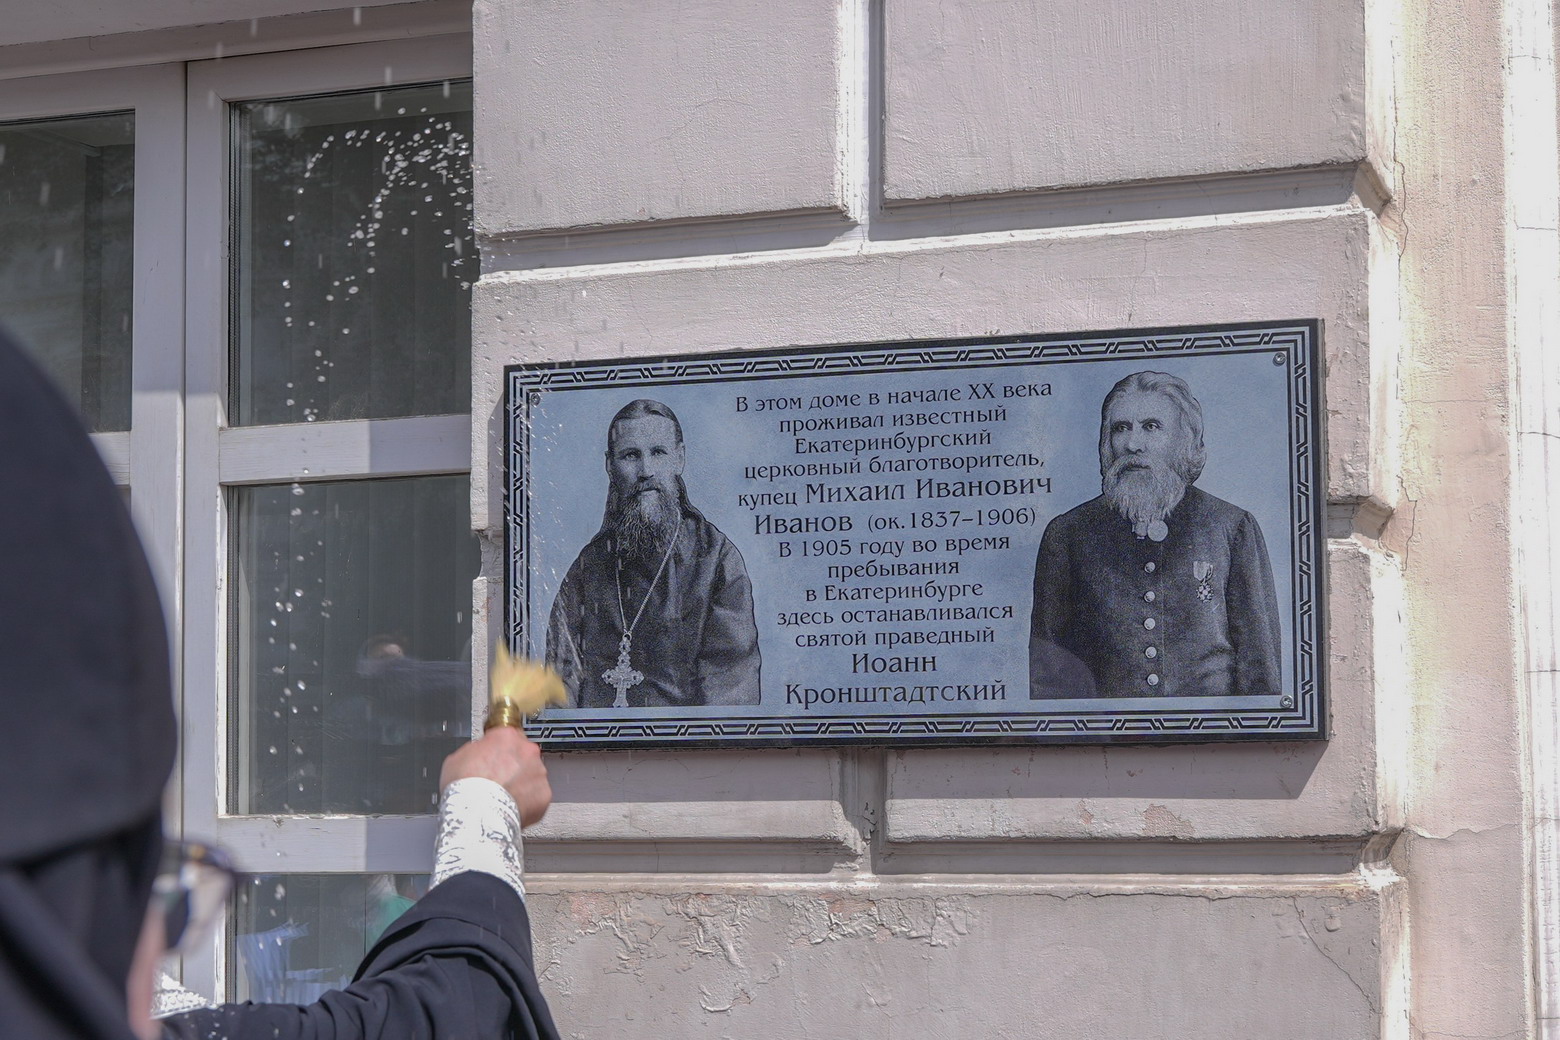 В этом доме в начале XX века
проживал известный
Екатеринбургский
церковный благотворитель,
купец Михаил Иванович
Иванов (ок.1837–1906)
В 1905 году во время
пребывания
в Екатеринбурге
здесь останавливался
святой праведный
Иоанн
Кронштадтский